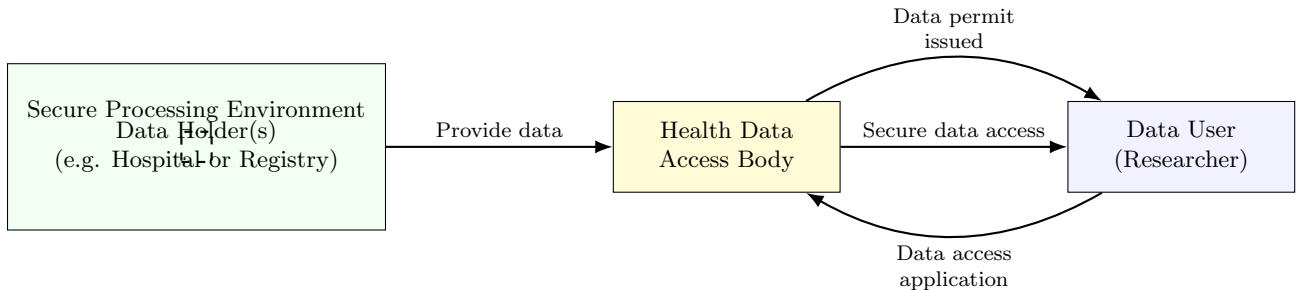 Data permit
issued
Secure Processing Environment
Data Holder(s)
(e.g. Hospital or Registry)
Provide data
Health Data
Access Body
Secure data access
Data User
(Researcher)
Data access
application